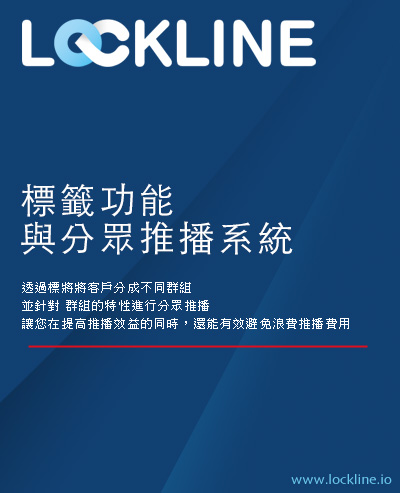 LOCKLINE
標籤功能
與分眾推播系統
透過標將將客戶分成不同群組
並針對 群組的特性進行分眾推播
讓您在提高推播效益的同時，還能有效避免浪費推播費用
www.lockline.io